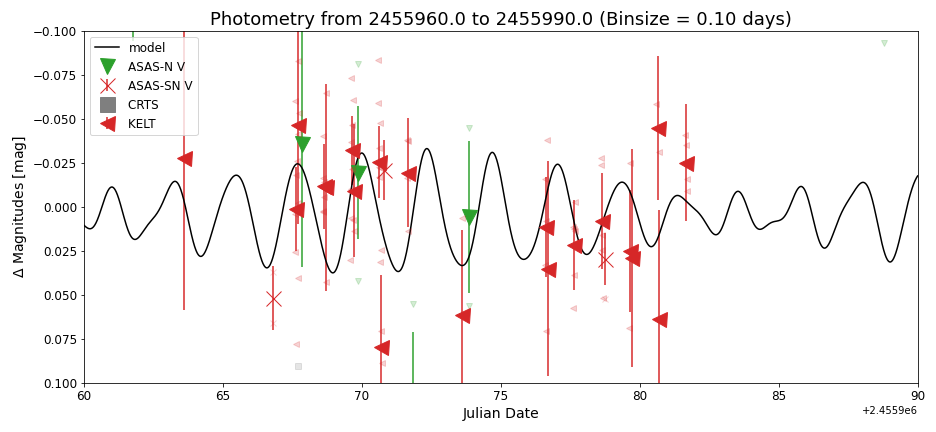 Photometry from 2455960.0 to 2455990.0 (Binsize = 0.10 days)
−0.100
−0.075
−0.050
−0.025
0.000
0.025
0.050
0.075
0.100
Δ Magnitudes [mag]
model
ASAS-N V
ASAS-SN V
CRTS
KELT
60 65 70 75 80 85 90
+2.4559e6
Julian Date